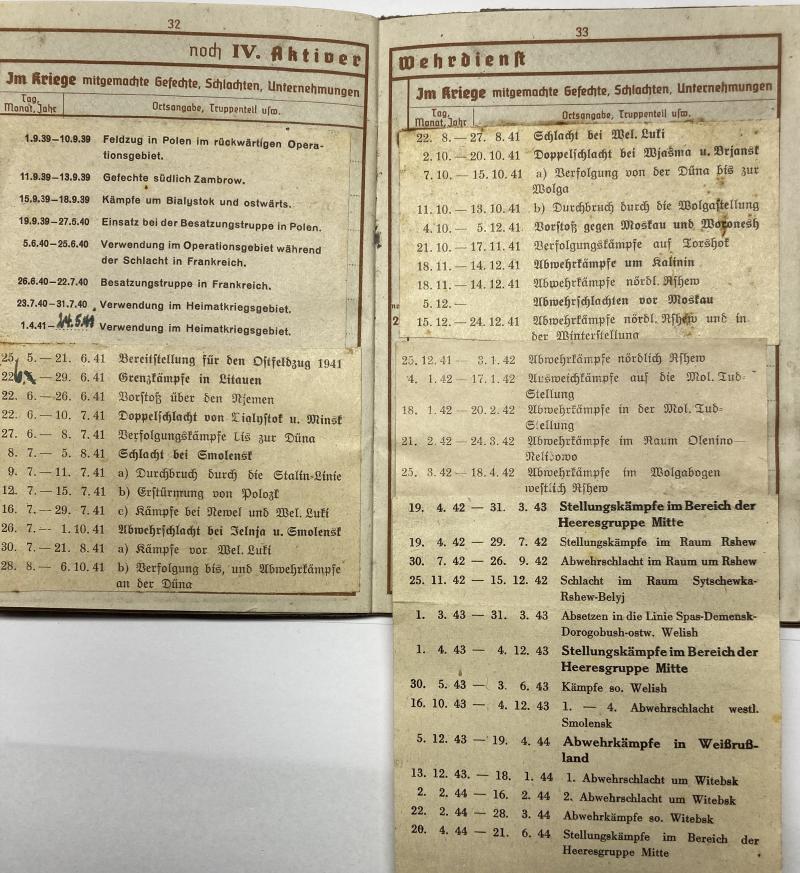 32
noch IV. Aktiver
Im Kriege mitgemachte Gefechte, Schlachten, Unternehmungen
Tag, Monat, Jahr
Ortsangabe, Truppenteil usw.
1.9.39–10.9.39 Feldzug in Polen im rückwärtigen Opera-
tionsgebiet.
11.9.39–13.9.39 Gefechte südlich Zambrow.
15.9.39–18.9.39 Kämpfe um Bialystok und ostwärts.
19.9.39–27.5.40 Einsatz bei der Besatzungstruppe in Polen.
5.6.40–25.6.40 Verwendung im Operationsgebiet während
der Schlacht in Frankreich.
26.6.40–22.7.40 Besatzungstruppe in Frankreich.
23.7.40–31.7.40 Verwendung im Heimatkriegsgebiet.
1.4.41– 24.5.41 Verwendung im Heimatkriegsgebiet.
25. 5. — 21. 6. 41 Bereitstellung für den Ostfeldzug 1941
22. — 29. 6. 41 Grenzkämpfe in Litauen
22. 6. — 26. 6. 41 Vorstoß über den Njemen
22. 6. — 10. 7. 41 Doppelschlacht von Bialystok u. Minsk
27. 6. — 8. 7. 41 Verfolgungskämpfe bis zur Düna
8. 7. — 5. 8. 41 Schlacht bei Smolensk
9. 7. — 11. 7. 41 a) Durchbruch durch die Stalin-Linie
12. 7. — 15. 7. 41 b) Erstürmung von Polozk
16. 7. — 29. 7. 41 c) Kämpfe bei Newel und Wel. Luki
26. 7. — 1. 10. 41 Abwehrschlacht bei Jelnja u. Smolensk
30. 7. — 21. 8. 41 a) Kämpfe vor Wel. Luki
28. 8. — 6. 10. 41 b) Verfolgung bis, und Abwehrkämpfe
an der Düna
33
Wehrdienst
Im Kriege mitgemachte Gefechte, Schlachten, Unternehmungen
Tag, Monat, Jahr
Ortsangabe, Truppenteil usw.
22. 8. — 27. 8. 41 Schlacht bei Wel. Luki
2. 10. — 20. 10. 41 Doppelschlacht bei Wjasma u. Brjansk
7. 10. — 15. 10. 41 a) Verfolgung von der Düna bis zur
Wolga
11. 10. — 13. 10. 41 b) Durchbruch durch die Wolgastellung
4. 10. — 5. 12. 41 Vorstoß gegen Moskau und Woronesh
21. 10. — 17. 11. 41 Verfolgungskämpfe auf Torshok
18. 11. — 14. 12. 41 Abwehrkämpfe um Kalinin
18. 11. — 14. 12. 41 Abwehrkämpfe nördl. Rshew
5. 12. — Abwehrschlachten vor Moskau
15. 12. — 24. 12. 41 Abwehrkämpfe nördl. Rshew und in
der Winterstellung
25. 12. 41 — 3. 1. 42 Abwehrkämpfe nördlich Rshew
4. 1. 42 — 17. 1. 42 Ausweichkämpfe auf die Mol. Tud-
Stellung
18. 1. 42 — 20. 2. 42 Abwehrkämpfe in der Mol. Tud-
Stellung
21. 2. 42 — 24. 3. 42 Abwehrkämpfe im Raum Olenino—
Nelidowo
25. 3. 42 — 18. 4. 42 Abwehrkämpfe im Wolgabogen
westlich Rshew
19. 4. 42 — 31. 3. 43 Stellungskämpfe im Bereich der
Heeresgruppe Mitte
19. 4. 42 — 29. 7. 42 Stellungskämpfe im Raum Rshew
30. 7. 42 — 26. 9. 42 Abwehrschlacht im Raum um Rshew
25. 11. 42 — 15. 12. 42 Schlacht im Raum Sytschewka-
Rshew-Belyj
1. 3. 43 — 31. 3. 43 Absetzen in die Linie Spas-Demensk-
Dorogobush-ostw. Welish
1. 4. 43 — 4. 12. 43 Stellungskämpfe im Bereich der
Heeresgruppe Mitte
30. 5. 43 — 3. 6. 43 Kämpfe so. Welish
16. 10. 43 — 4. 12. 43 1. — 4. Abwehrschlacht westl.
Smolensk
5. 12. 43 — 19. 4. 44 Abwehrkämpfe in Weißruß-
land
13. 12. 43. — 18. 1. 44 1. Abwehrschlacht um Witebsk
2. 2. 44 — 16. 2. 44 2. Abwehrschlacht um Witebsk
22. 2. 44 — 28. 3. 44 Abwehrkämpfe so. Witebsk
20. 4. 44 — 21. 6. 44 Stellungskämpfe im Bereich der
Heeresgruppe Mitte